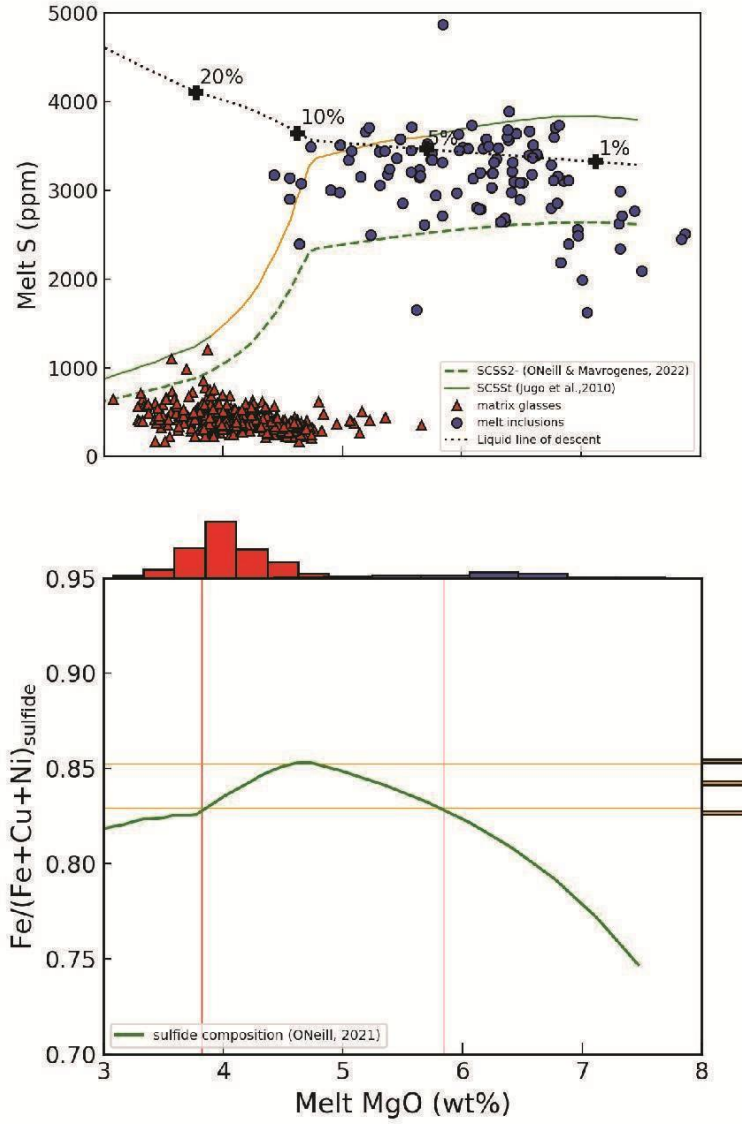 5000
4000
3000
2000
1000
0
Melt S (ppm)
20%
10%
5%
1%
SCSS2- (ONeill & Mavrogenes, 2022)
SCSSt (Jugo et al.,2010)
matrix glasses
melt inclusions
Liquid line of descent
0.95
0.90
0.85
0.80
0.75
0.70
Fe/(Fe+Cu+Ni)sulfide
sulfide composition (ONeill, 2021)
3
4
5
6
7
8
Melt MgO (wt%)